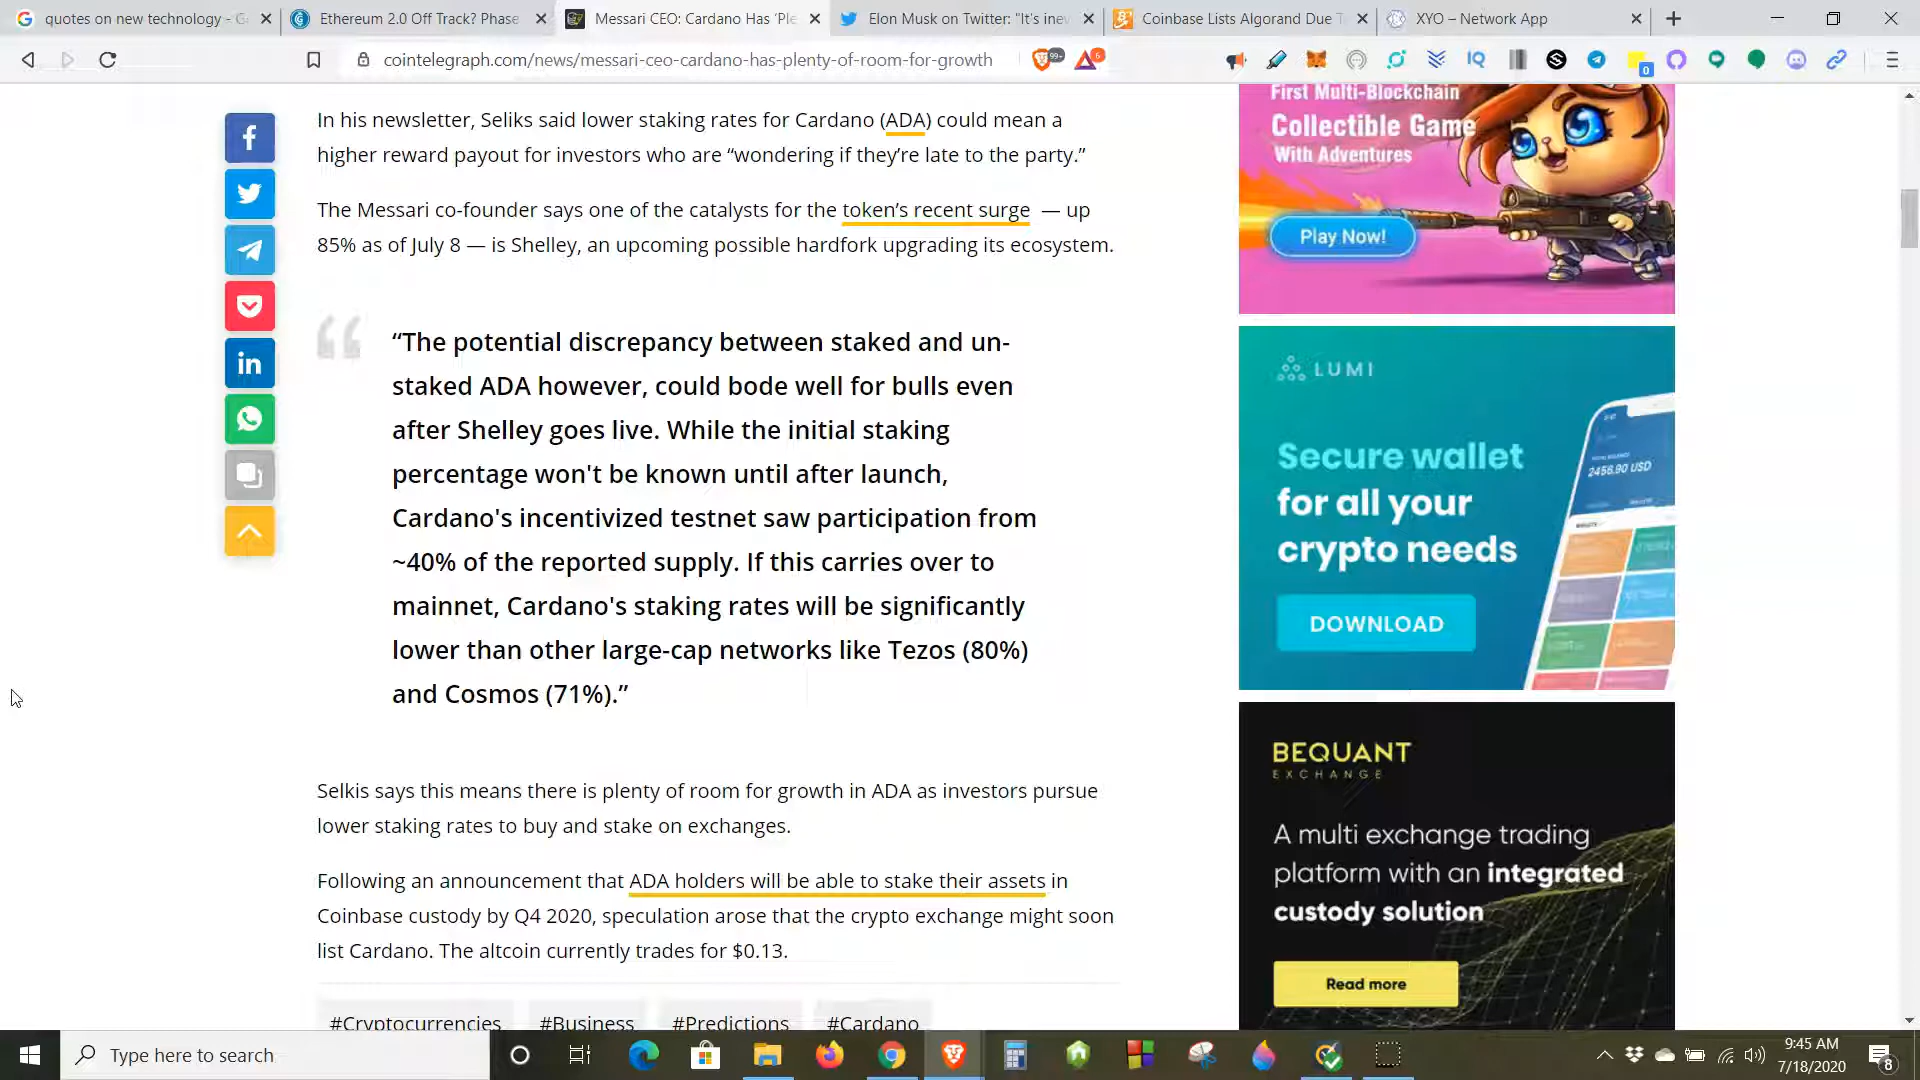 quotes on new technology - G
Ethereum 2.0 Off Track? Phase
Messari CEO: Cardano Has 'Ple
Elon Musk on Twitter: "It's ine
Coinbase Lists Algorand Due T
XYO – Network App
cointelegraph.com/news/messari-ceo-cardano-has-plenty-of-room-for-growth
99+
6
IQ
0
In his newsletter, Seliks said lower staking rates for Cardano (ADA) could mean a
higher reward payout for investors who are “wondering if they’re late to the party.”
The Messari co-founder says one of the catalysts for the token’s recent surge — up
85% as of July 8 — is Shelley, an upcoming possible hardfork upgrading its ecosystem.
“The potential discrepancy between staked and un-
staked ADA however, could bode well for bulls even
after Shelley goes live. While the initial staking
percentage won't be known until after launch,
Cardano's incentivized testnet saw participation from
~40% of the reported supply. If this carries over to
mainnet, Cardano's staking rates will be significantly
lower than other large-cap networks like Tezos (80%)
and Cosmos (71%).”
Selkis says this means there is plenty of room for growth in ADA as investors pursue
lower staking rates to buy and stake on exchanges.
Following an announcement that ADA holders will be able to stake their assets in
Coinbase custody by Q4 2020, speculation arose that the crypto exchange might soon
list Cardano. The altcoin currently trades for $0.13.
#Cryptocurrencies #Business #Predictions #Cardano
First Multi-Blockchain
Collectible Game
With Adventures
Play Now!
LUMI
Secure wallet
for all your
crypto needs
DOWNLOAD
2456.90 USD
BEQUANT
EXCHANGE
A multi exchange trading
platform with an integrated
custody solution
Read more
Type here to search
9:45 AM
7/18/2020
8